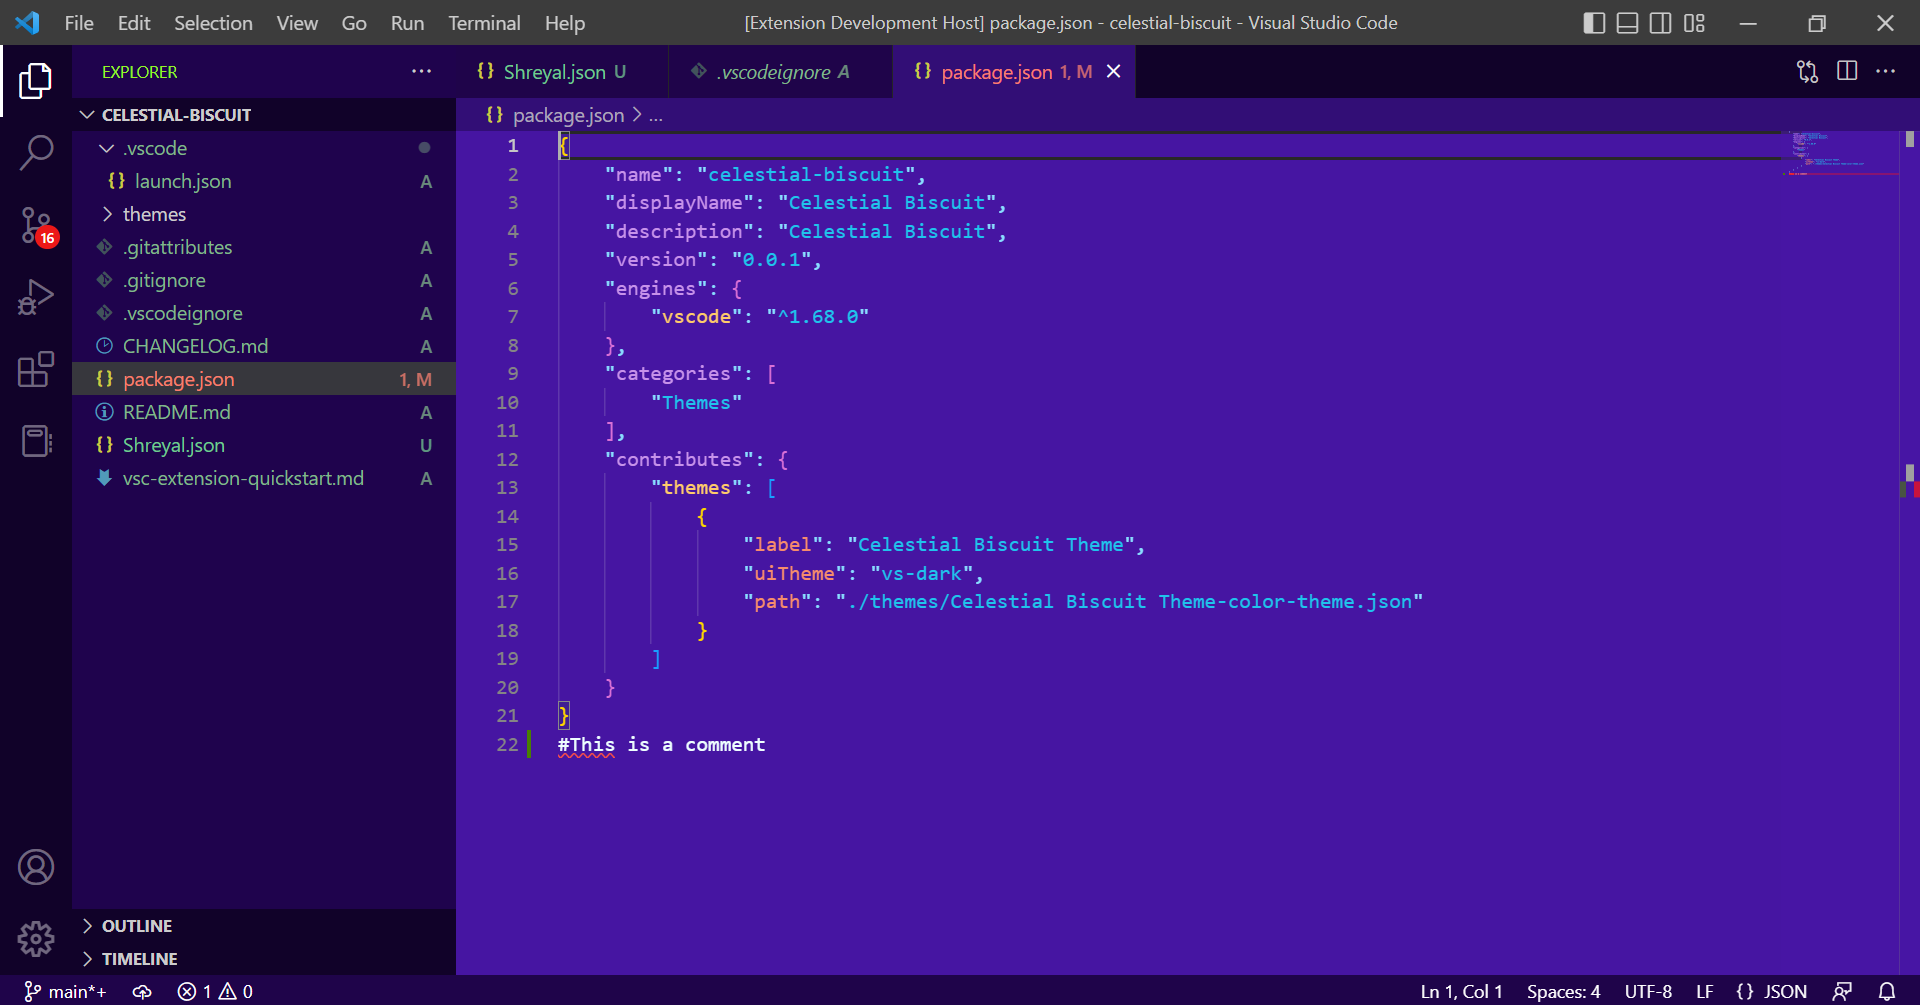 File Edit Selection View Go Run Terminal Help [Extension Development Host] package.json - celestial-biscuit - Visual Studio Code
EXPLORER
{} Shreyal.json U .vscodeignore A {} package.json 1, M
{} package.json > ...
CELESTIAL-BISCUIT
.vscode
{} launch.json A
themes
.gitattributes A
.gitignore A
.vscodeignore A
CHANGELOG.md A
{} package.json 1, M
README.md A
{} Shreyal.json U
vsc-extension-quickstart.md A
16
OUTLINE
TIMELINE
1 {
2 "name": "celestial-biscuit",
3 "displayName": "Celestial Biscuit",
4 "description": "Celestial Biscuit",
5 "version": "0.0.1",
6 "engines": {
7 "vscode": "^1.68.0"
8 },
9 "categories": [
10 "Themes"
11 ],
12 "contributes": {
13 "themes": [
14 {
15 "label": "Celestial Biscuit Theme",
16 "uiTheme": "vs-dark",
17 "path": "./themes/Celestial Biscuit Theme-color-theme.json"
18 }
19 ]
20 }
21 }
22 #This is a comment
main*+ 1 0 Ln 1, Col 1 Spaces: 4 UTF-8 LF {} JSON